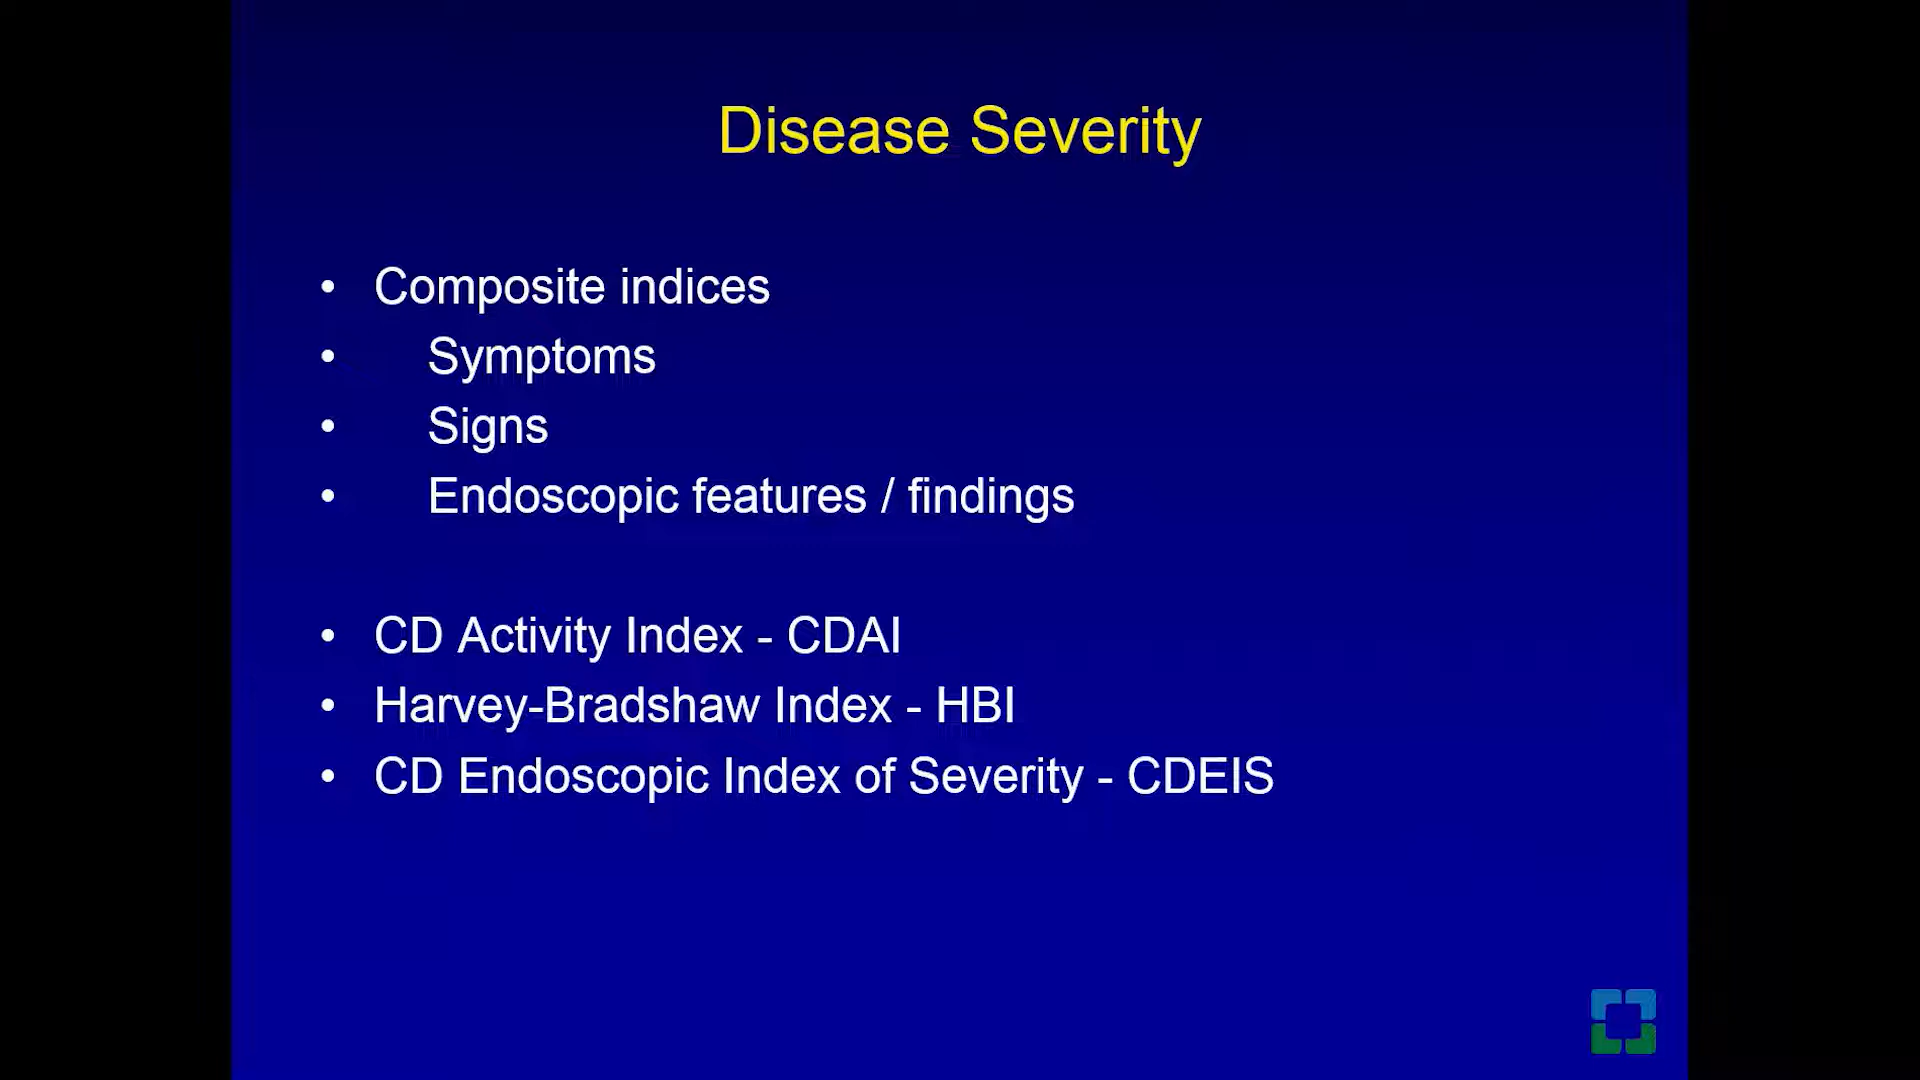 Disease Severity
• Composite indices
• Symptoms
• Signs
• Endoscopic features / findings
• CD Activity Index - CDAI
• Harvey-Bradshaw Index - HBI
• CD Endoscopic Index of Severity - CDEIS